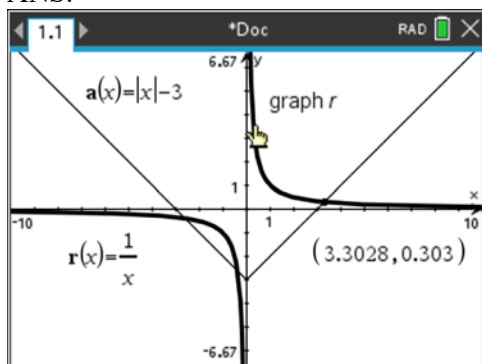 ANS:
1.1 *Doc RAD
6.67 y
a(x)=|x|−3
graph r
1
x
-10 1 10
r(x)=1/x
(3.3028,0.303)
-6.67